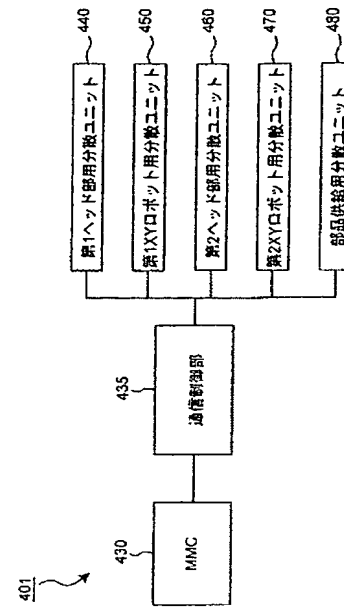 401
430
MMC
435
通信制御部
440
第1ヘッド部用分散ユニット
450
第1XYロボット用分散ユニット
460
第2ヘッド部用分散ユニット
470
第2XYロボット用分散ユニット
480
部品供給用分散ユニット